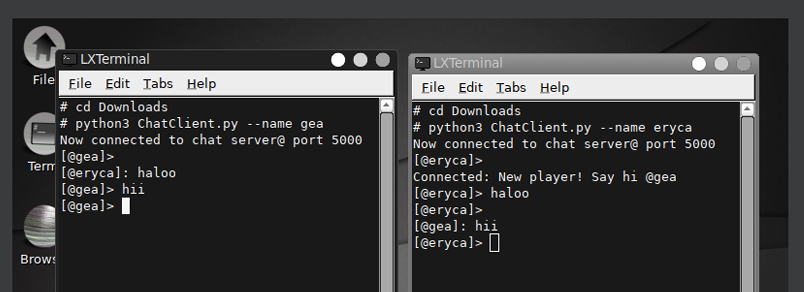 File
Term
Brows
LXTerminal
File Edit Tabs Help
# cd Downloads
# python3 ChatClient.py --name gea
Now connected to chat server@ port 5000
[@gea]>
[@eryca]: haloo
[@gea]> hii
[@gea]>
LXTerminal
File Edit Tabs Help
# cd Downloads
# python3 ChatClient.py --name eryca
Now connected to chat server@ port 5000
[@eryca]>
Connected: New player! Say hi @gea
[@eryca]> haloo
[@eryca]>
[@gea]: hii
[@eryca]>